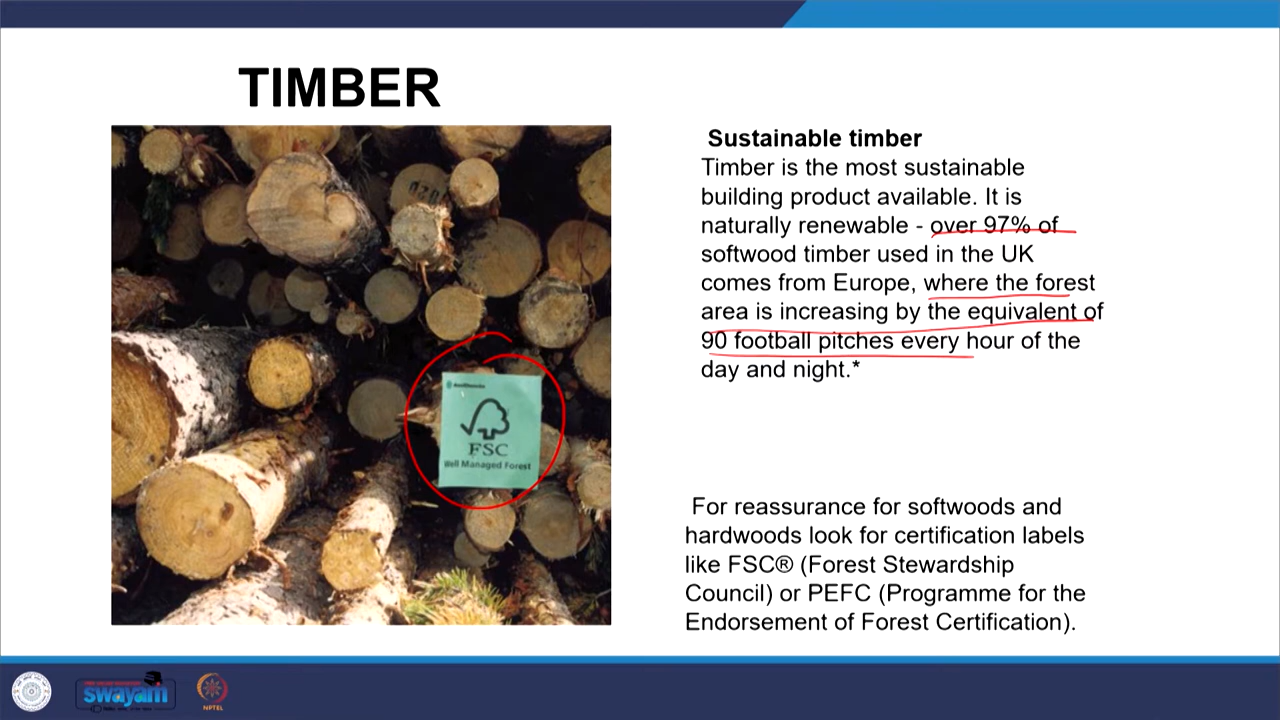 TIMBER
Sustainable timber
Timber is the most sustainable
building product available. It is
naturally renewable - over 97% of
softwood timber used in the UK
comes from Europe, where the forest
area is increasing by the equivalent of
90 football pitches every hour of the
day and night.*
FSC
Well Managed Forest
For reassurance for softwoods and
hardwoods look for certification labels
like FSC® (Forest Stewardship
Council) or PEFC (Programme for the
Endorsement of Forest Certification).
swayam
NPTEL